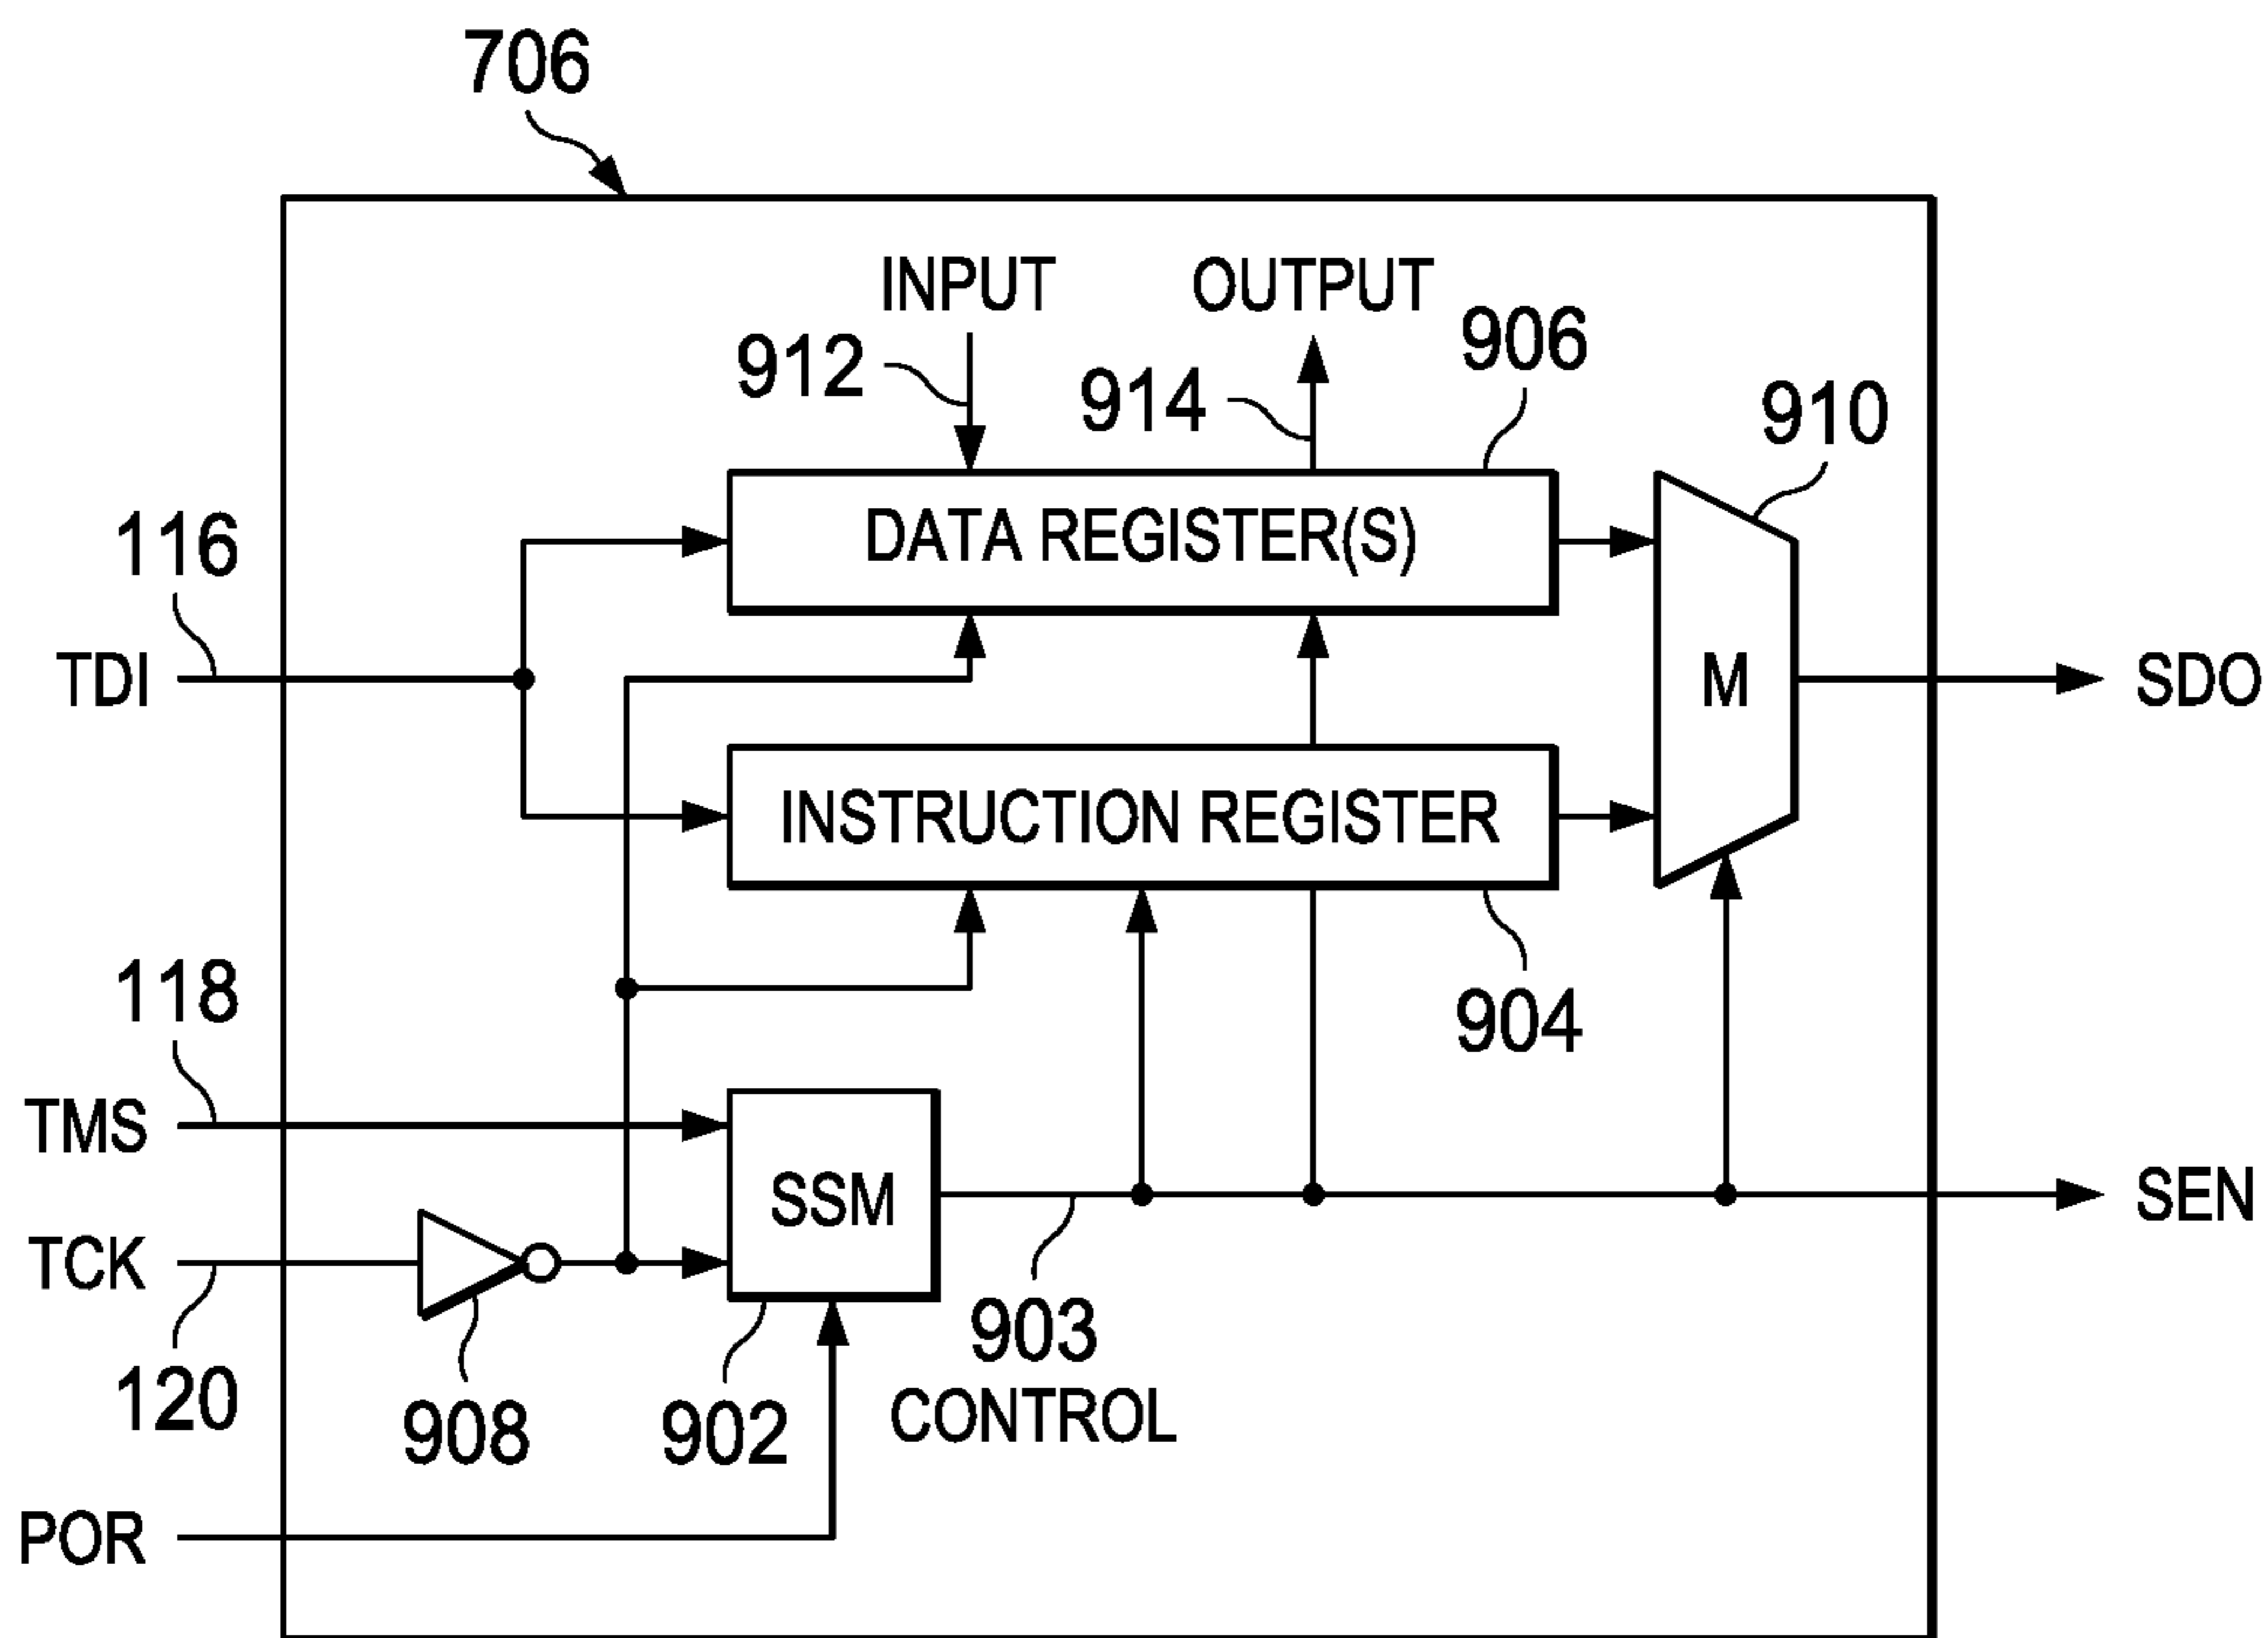 706
INPUT
OUTPUT
912
914
906
910
116
DATA REGISTER(S)
TDI
M
SDO
INSTRUCTION REGISTER
118
904
TMS
SSM
SEN
TCK
120
908
902
903
CONTROL
POR